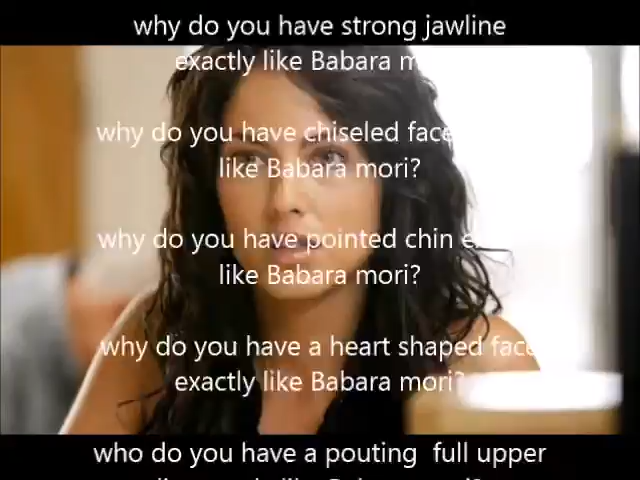 why do you have strong jawline
exactly like Babara m
why do you have chiseled face
like Babara mori?
why do you have pointed chin e
like Babara mori?
why do you have a heart shaped face
exactly like Babara mori?
who do you have a pouting  full upper